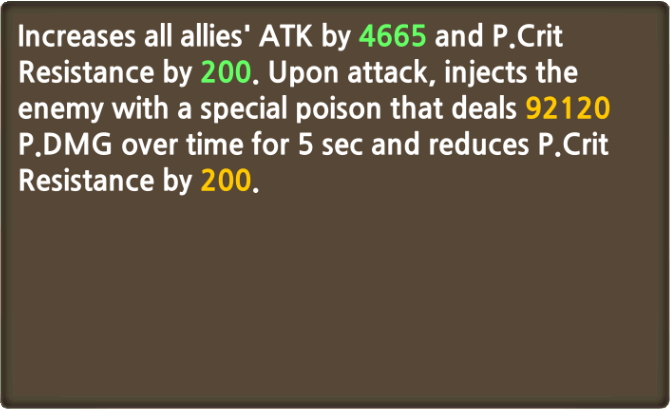 Increases all allies' ATK by 4665 and P.Crit
Resistance by 200. Upon attack, injects the
enemy with a special poison that deals 92120
P.DMG over time for 5 sec and reduces P.Crit
Resistance by 200.